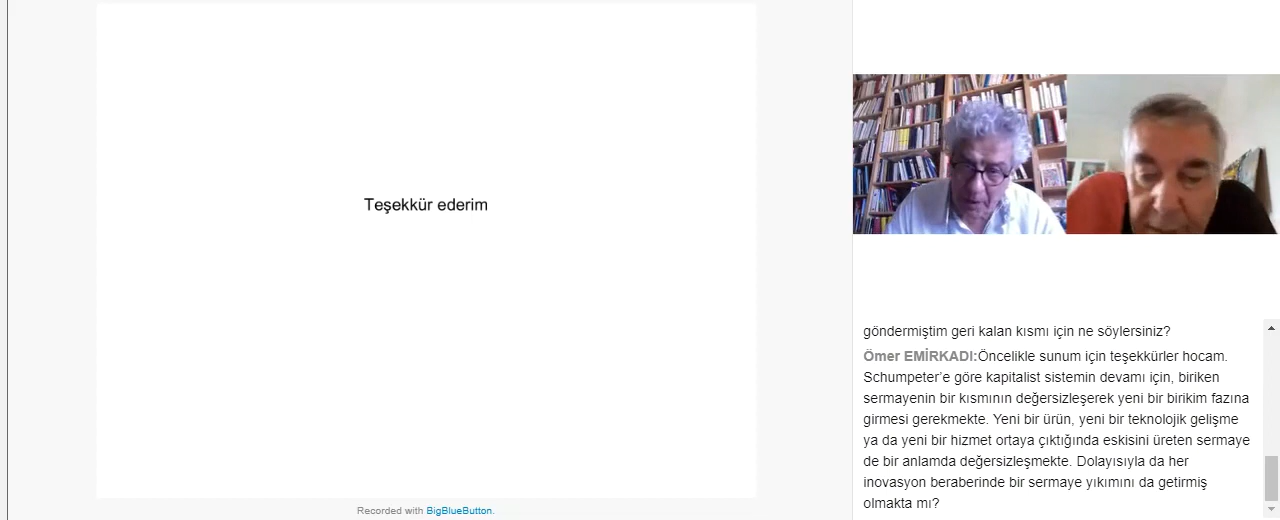 Teşekkür ederim
Recorded with BigBlueButton.
göndermiştim geri kalan kısmı için ne söylersiniz?
Ömer EMİRKADI:Öncelikle sunum için teşekkürler hocam.
Schumpeter’e göre kapitalist sistemin devamı için, biriken
sermayenin bir kısmının değersizleşerek yeni bir birikim fazına
girmesi gerekmekte. Yeni bir ürün, yeni bir teknolojik gelişme
ya da yeni bir hizmet ortaya çıktığında eskisini üreten sermaye
de bir anlamda değersizleşmekte. Dolayısıyla da her
inovasyon beraberinde bir sermaye yıkımını da getirmiş
olmakta mı?